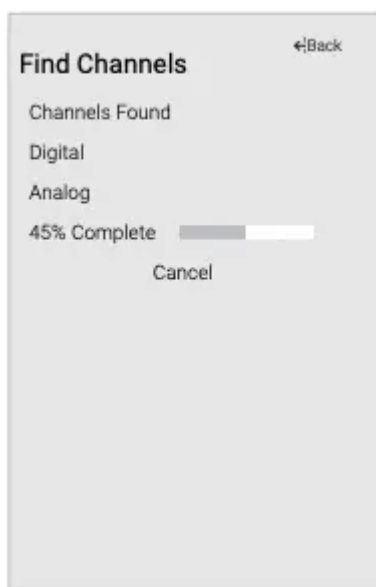 Back
Find Channels
Channels Found
Digital
Analog
45% Complete
Cancel